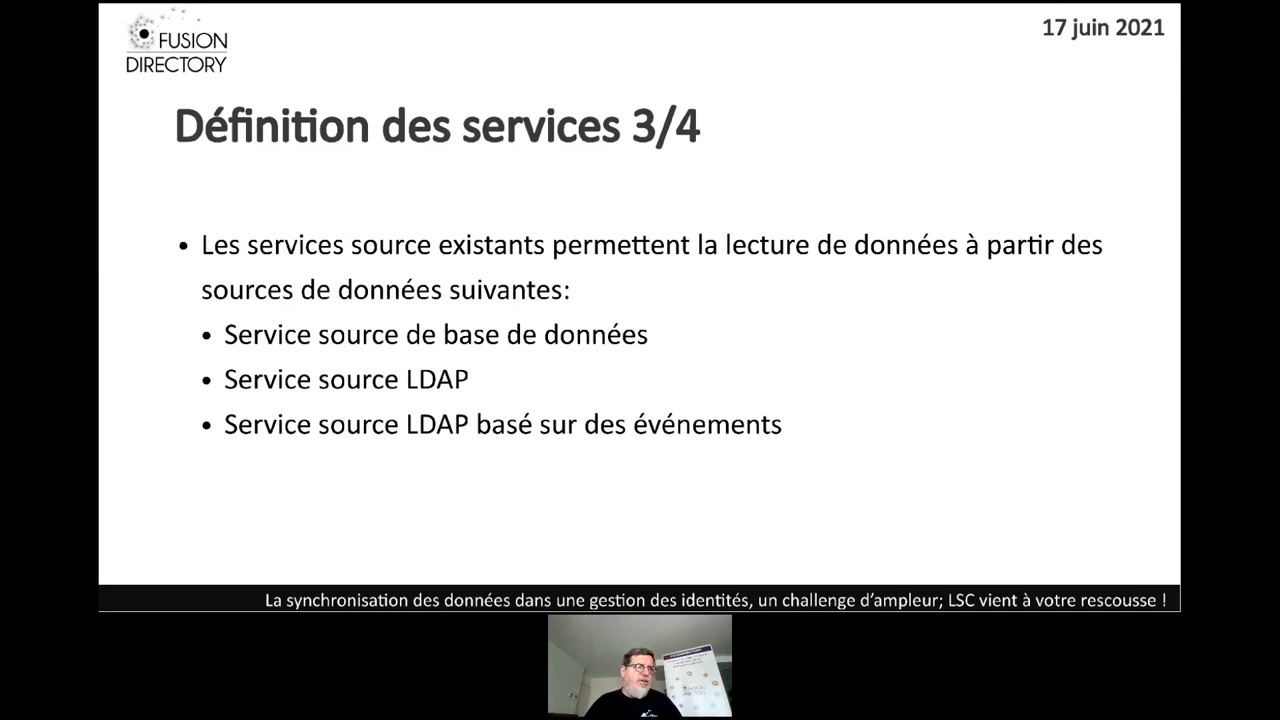 FUSION
DIRECTORY
17 juin 2021
Définition des services 3/4
• Les services source existants permettent la lecture de données à partir des
sources de données suivantes:
• Service source de base de données
• Service source LDAP
• Service source LDAP basé sur des événements
La synchronisation des données dans une gestion des identités, un challenge d'ampleur; LSC vient à votre rescousse !